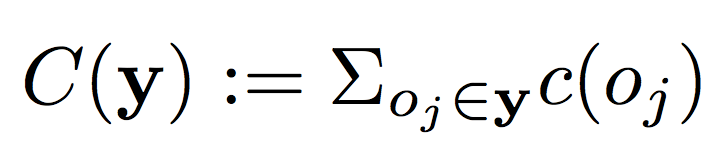 C(𝐲) := Σ_{o_j∈𝐲} c(o_j)